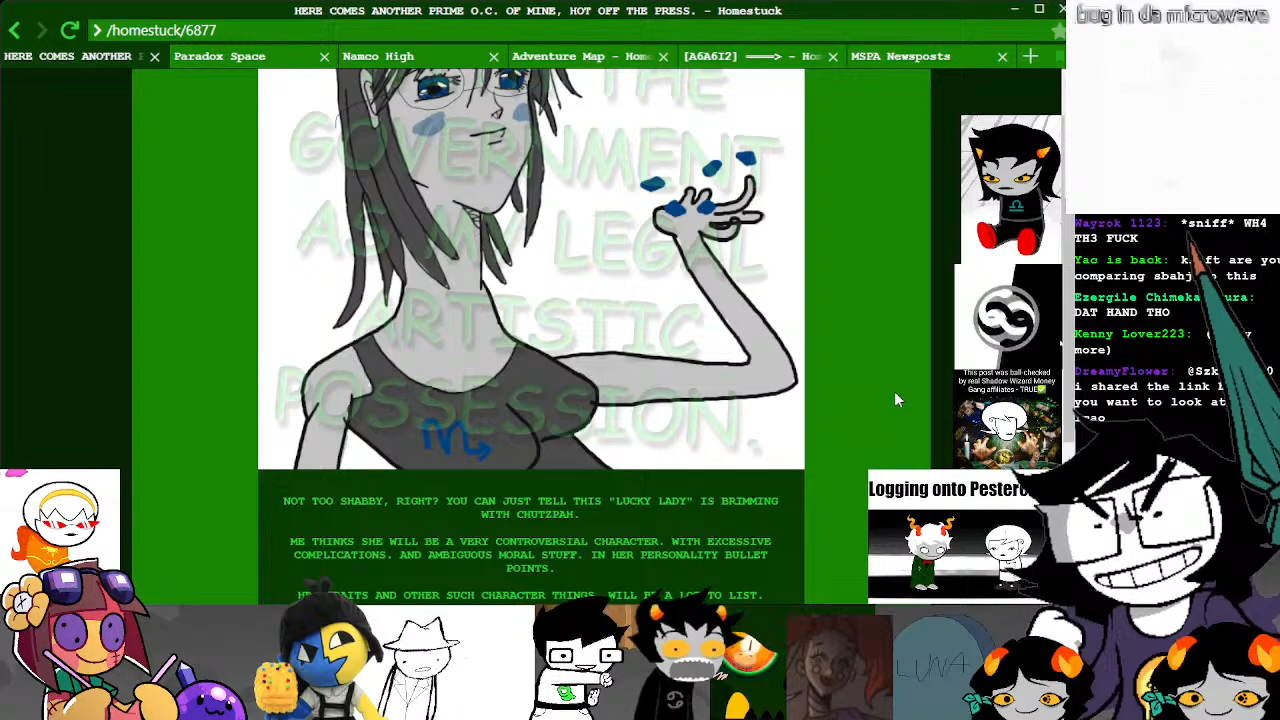 HERE COMES ANOTHER PRIME O.C. OF MINE, HOT OFF THE PRESS. - Homestuck
bug in da microwave
/homestuck/6877
HERE COMES ANOTHER
Paradox Space
Namco High
Adventure Map - Hom
[A6A6I2] ===> - Ho
MSPA Newsposts
THE
GOVERNMENT
AS MY LEGAL
ARTISTIC
POSSESSION.
NOT TOO SHABBY, RIGHT? YOU CAN JUST TELL THIS "LUCKY LADY" IS BRIMMING
WITH CHUTZPAH.
ME THINKS SHE WILL BE A VERY CONTROVERSIAL CHARACTER. WITH EXCESSIVE
COMPLICATIONS. AND AMBIGUOUS MORAL STUFF. IN HER PERSONALITY BULLET
POINTS.
AND OTHER SUCH CHARACTER THINGS WILL BE A TO LIST.
Wayrok 1123: *sniff* WH4
TH3 FUCK
Yac is back: are you
comparing sbahj to this
Ezergile
DAT HAND THO
Kenny Lover223:
more)
DreamyFlower:
i shared the link
you want to look at
This post was ball-checked
by real Shadow Wizard Money
Gang affiliates - TRUE✅
Logging onto
LUNA